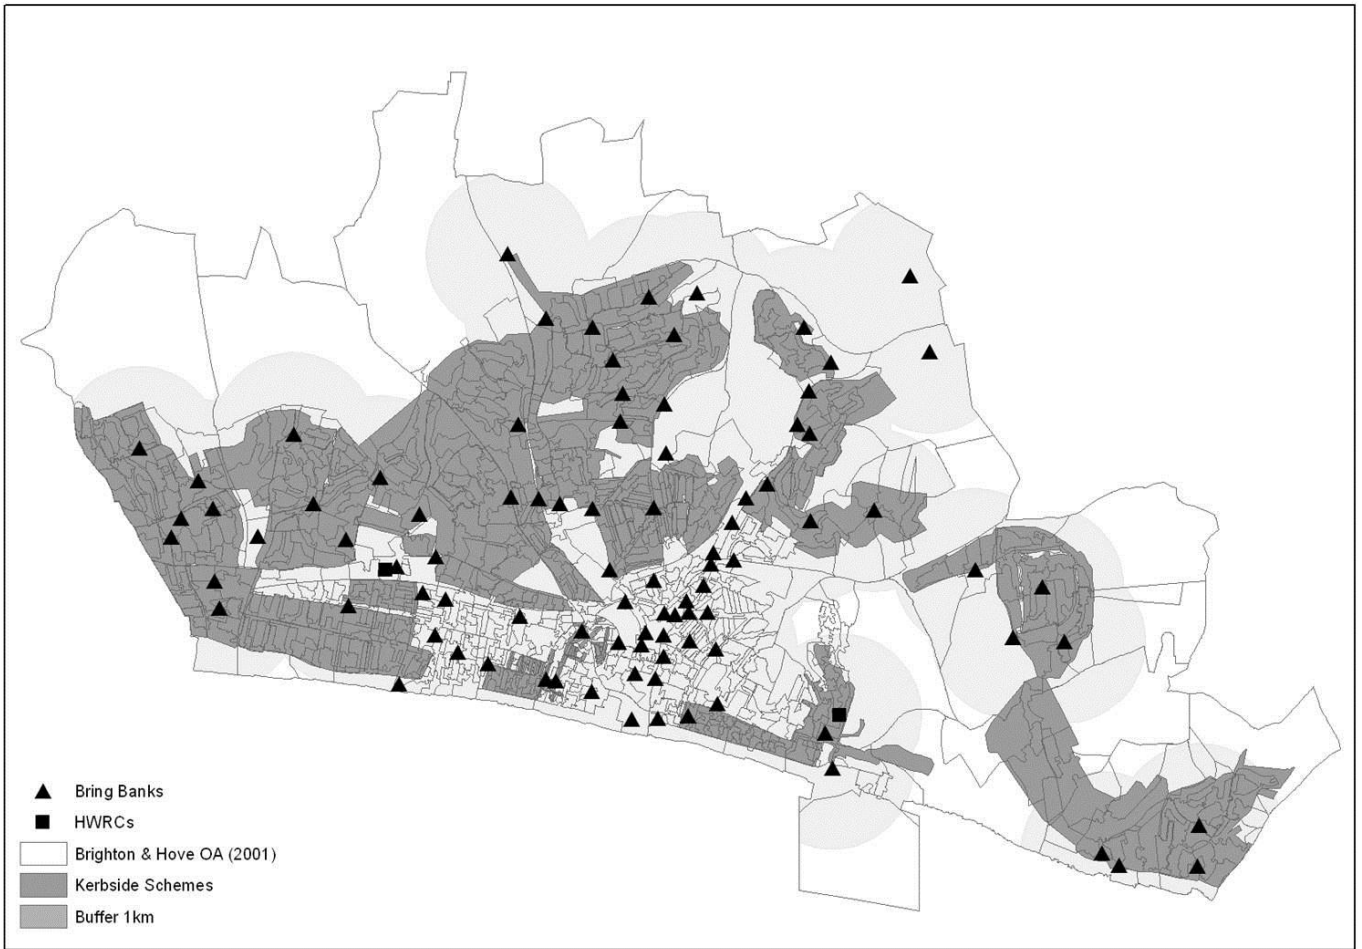 Bring Banks
HWRCs
Brighton & Hove OA (2001)
Kerbside Schemes
Buffer 1km